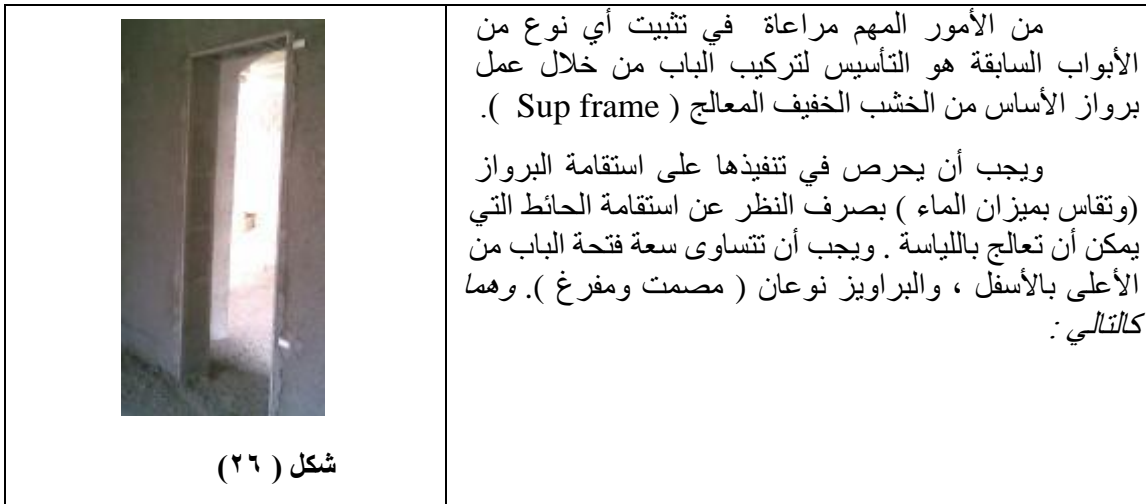 من الأمور المهم مراعاة في تثبيت أي نوع من
الأبواب السابقة هو التأسيس لتركيب الباب من خلال عمل
برواز الأساس من الخشب الخفيف المعالج ( Sup frame ).
ويجب أن يحرص في تنفيذها على استقامة البرواز
(وتقاس بميزان الماء ) بصرف النظر عن استقامة الحائط التي
يمكن أن تعالج باللياسة . ويجب أن تتساوى سعة فتحة الباب من
الأعلى بالأسفل ، والبراويز نوعان ( مصمت ومفرغ ). وهما
كالتالي :
شكل ( ٢٦)